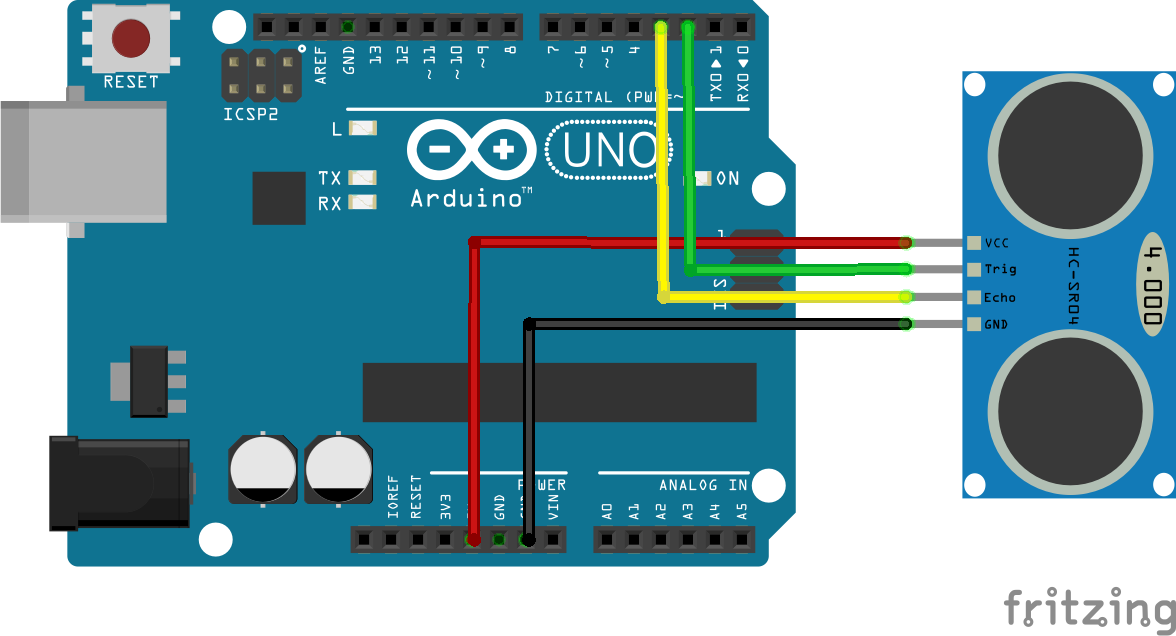 RESET
ICSP2
AREF
GND
13
12
~11
~10
~9
8
7
~6
~5
4
TX0▶1
RX0◀0
DIGITAL (PWM=~
L
TX
RX
UNO
Arduino™
ON
VCC
Trig
Echo
GND
HC-SR04
4.000
IOREF
RESET
3V3
GND
VIN
POWER
A0
A1
A2
A3
A4
A5
ANALOG IN
fritzing